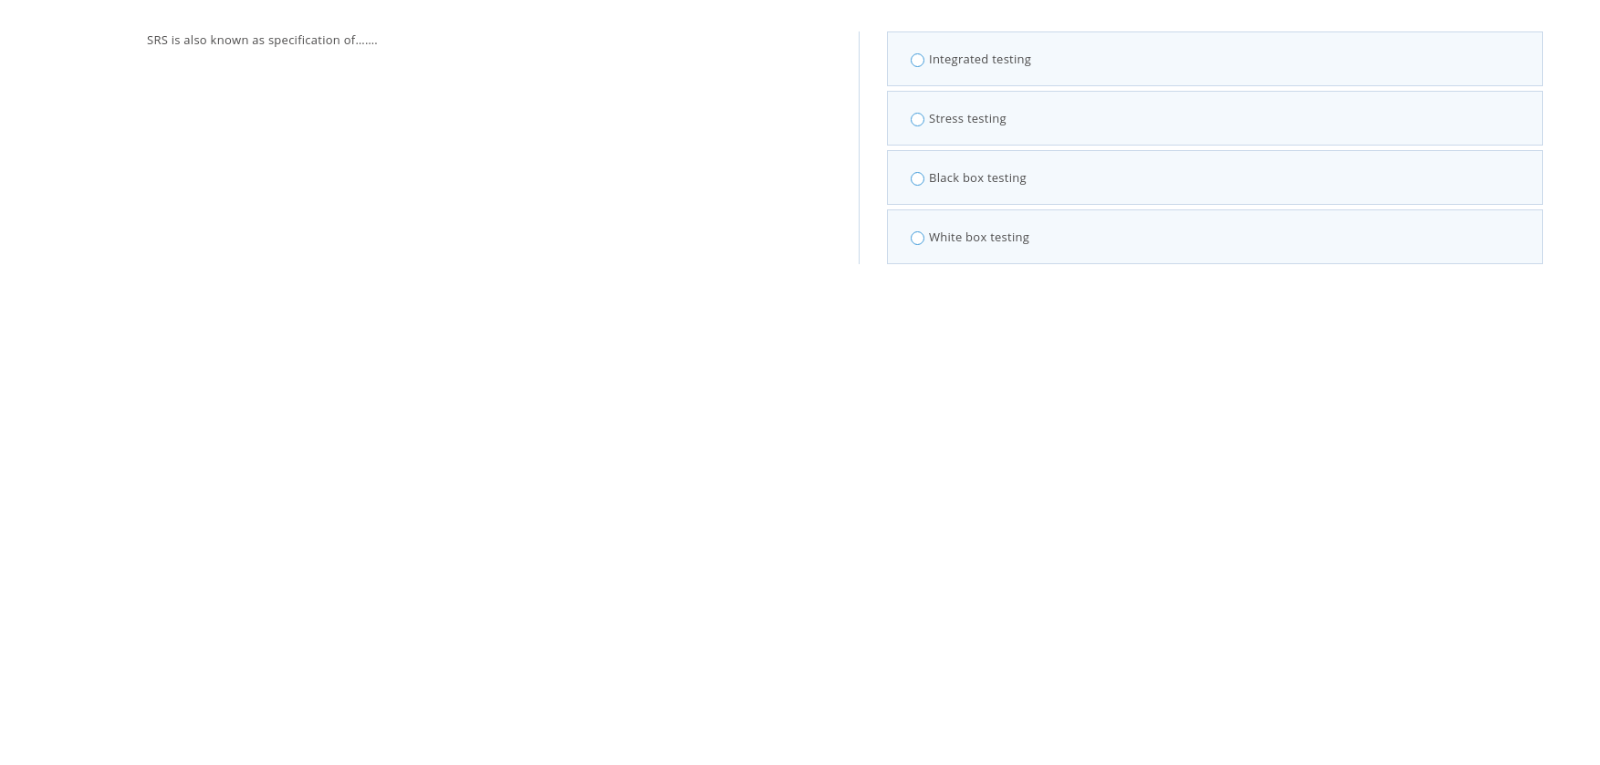 SRS is also known as specification of.......
Integrated testing
Stress testing
Black box testing
White box testing